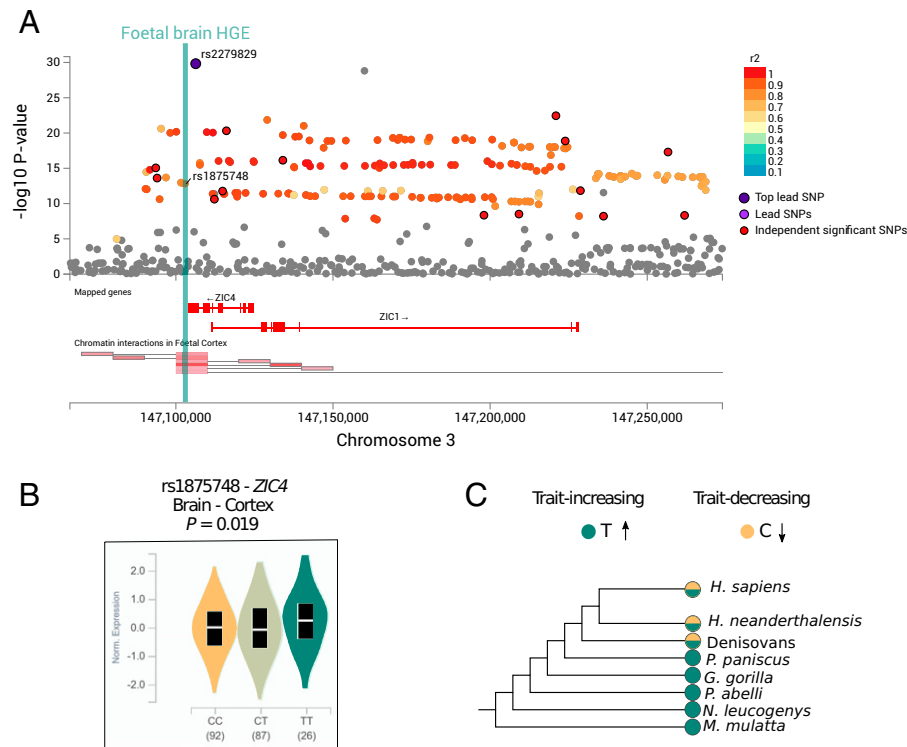 A
Foetal brain HGE
rs2279829
rs1875748
-log10 P-value
30
25
20
15
10
5
0
r2
1
0.9
0.8
0.7
0.6
0.5
0.4
0.3
0.2
0.1
Top lead SNP
Lead SNPs
Independent significant SNPs
Mapped genes
←ZIC4
ZIC1→
Chromatin interactions in Foetal Cortex
147,100,000 147,150,000 147,200,000 147,250,000
Chromosome 3
B
rs1875748 - ZIC4
Brain - Cortex
P = 0.019
Norm. Expression
2.0
1.0
0.0
-1.0
-2.0
CC CT TT
(92) (87) (26)
C
Trait-increasing Trait-decreasing
T ↑ C ↓
H. sapiens
H. neanderthalensis
Denisovans
P. paniscus
G. gorilla
P. abelli
N. leucogenys
M. mulatta